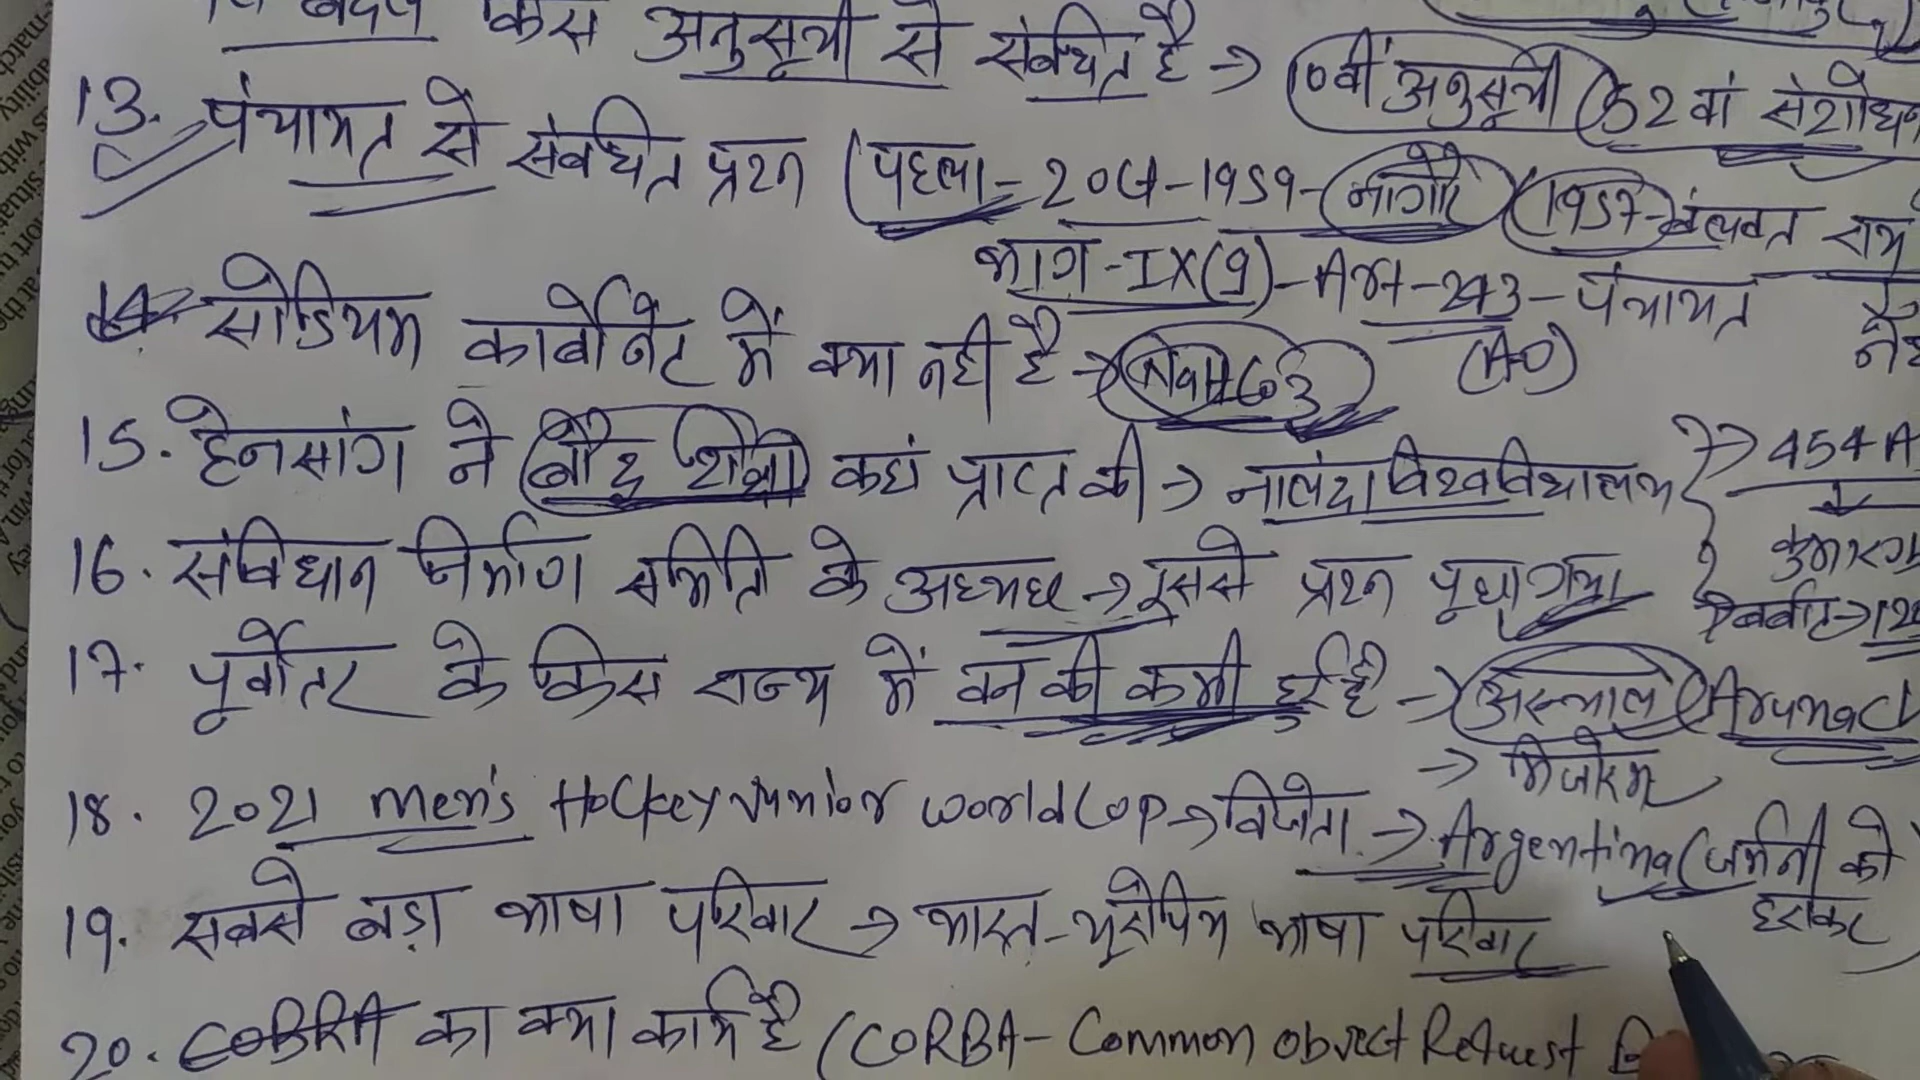 बदल किस अनुसूची से संबंधित है → 10वीं अनुसूची (52वां संशोधन
13. पंचायत से संबंधित प्रश्न (पहला - 2 Oct - 1959 - नागौर (1957 - बलवंत राय
भाग - IX(9) - Art - 243 - पंचायत
14. सोडियम कार्बोनेट में क्या नही है → NaHCO3 (A-O)
15. हेनसांग ने बौद्ध शिक्षा कहां प्राप्त की → नालंदा विश्वविद्यालय → 454 A
16. संविधान निर्माण समिति के अध्यक्ष → इससे प्रश्न पूछा गया
17. पूर्वोतर के किस राज्य में वन की कमी हुई है → अरूणाचल (Arunach
→ मिजोरम
18. 2021 men's Hockey Junior world Cup → विजेता → Argentina (जर्मनी को
हराकर)
19. सबसे बड़ा भाषा परिवार → भारत - यूरोपिय भाषा परिवार
20. COBRA का क्या कार्य है (CORBA - Common object Request